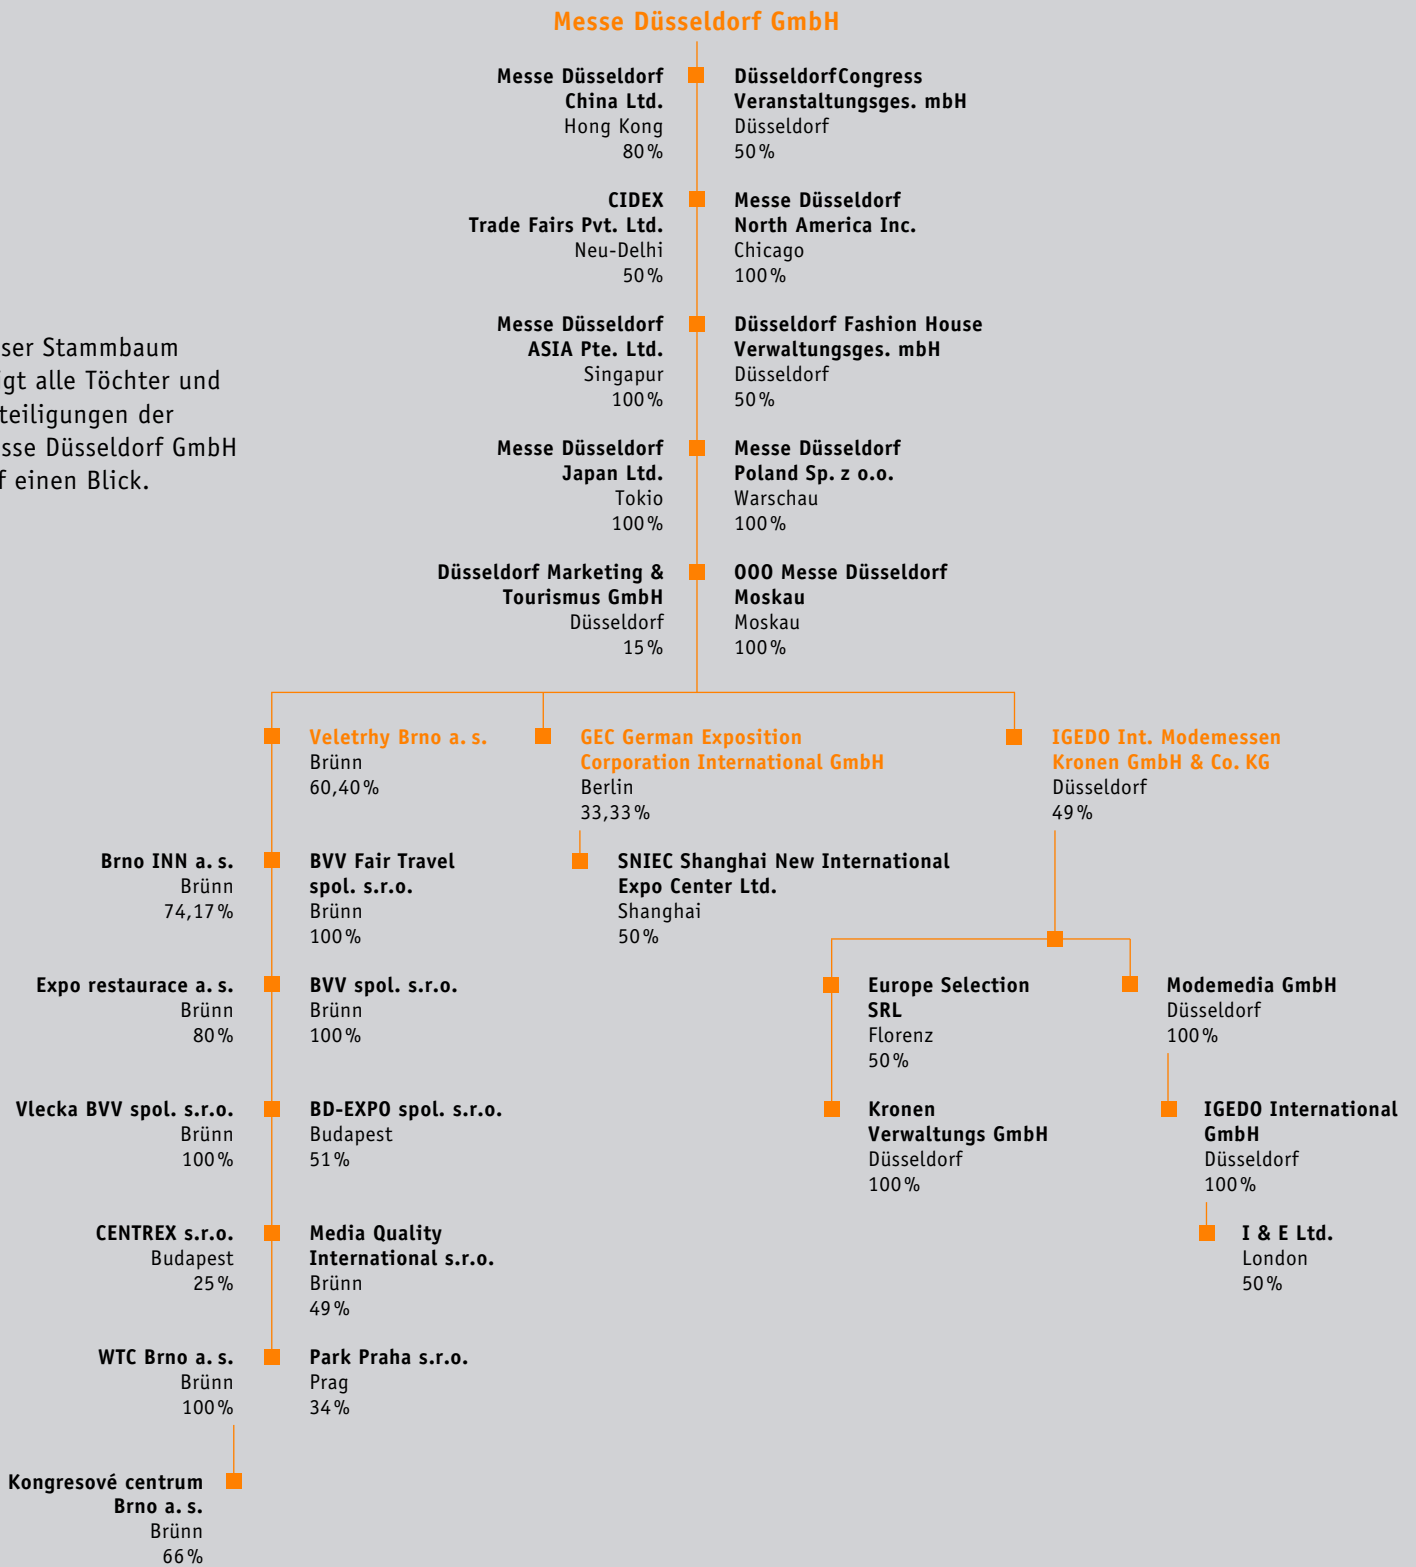 Messe Düsseldorf GmbH
Messe Düsseldorf
China Ltd.
Hong Kong
80%
DüsseldorfCongress
Veranstaltungsges. mbH
Düsseldorf
50%
CIDEX
Trade Fairs Pvt. Ltd.
Neu-Delhi
50%
Messe Düsseldorf
North America Inc.
Chicago
100%
Messe Düsseldorf
ASIA Pte. Ltd.
Singapur
100%
Düsseldorf Fashion House
Verwaltungsges. mbH
Düsseldorf
50%
ser Stammbaum
igt alle Töchter und
teiligungen der
sse Düsseldorf GmbH
f einen Blick.
Messe Düsseldorf
Japan Ltd.
Tokio
100%
Messe Düsseldorf
Poland Sp. z o.o.
Warschau
100%
Düsseldorf Marketing &
Tourismus GmbH
Düsseldorf
15%
OOO Messe Düsseldorf
Moskau
Moskau
100%
Veletrhy Brno a. s.
Brünn
60,40%
GEC German Exposition
Corporation International GmbH
Berlin
33,33%
IGEDO Int. Modemessen
Kronen GmbH & Co. KG
Düsseldorf
49%
Brno INN a. s.
Brünn
74,17%
BVV Fair Travel
spol. s.r.o.
Brünn
100%
SNIEC Shanghai New International
Expo Center Ltd.
Shanghai
50%
Expo restaurace a. s.
Brünn
80%
BVV spol. s.r.o.
Brünn
100%
Europe Selection
SRL
Florenz
50%
Modemedia GmbH
Düsseldorf
100%
Vlecka BVV spol. s.r.o.
Brünn
100%
BD-EXPO spol. s.r.o.
Budapest
51%
Kronen
Verwaltungs GmbH
Düsseldorf
100%
IGEDO International
GmbH
Düsseldorf
100%
CENTREX s.r.o.
Budapest
25%
Media Quality
International s.r.o.
Brünn
49%
I & E Ltd.
London
50%
WTC Brno a. s.
Brünn
100%
Park Praha s.r.o.
Prag
34%
Kongresové centrum
Brno a. s.
Brünn
66%